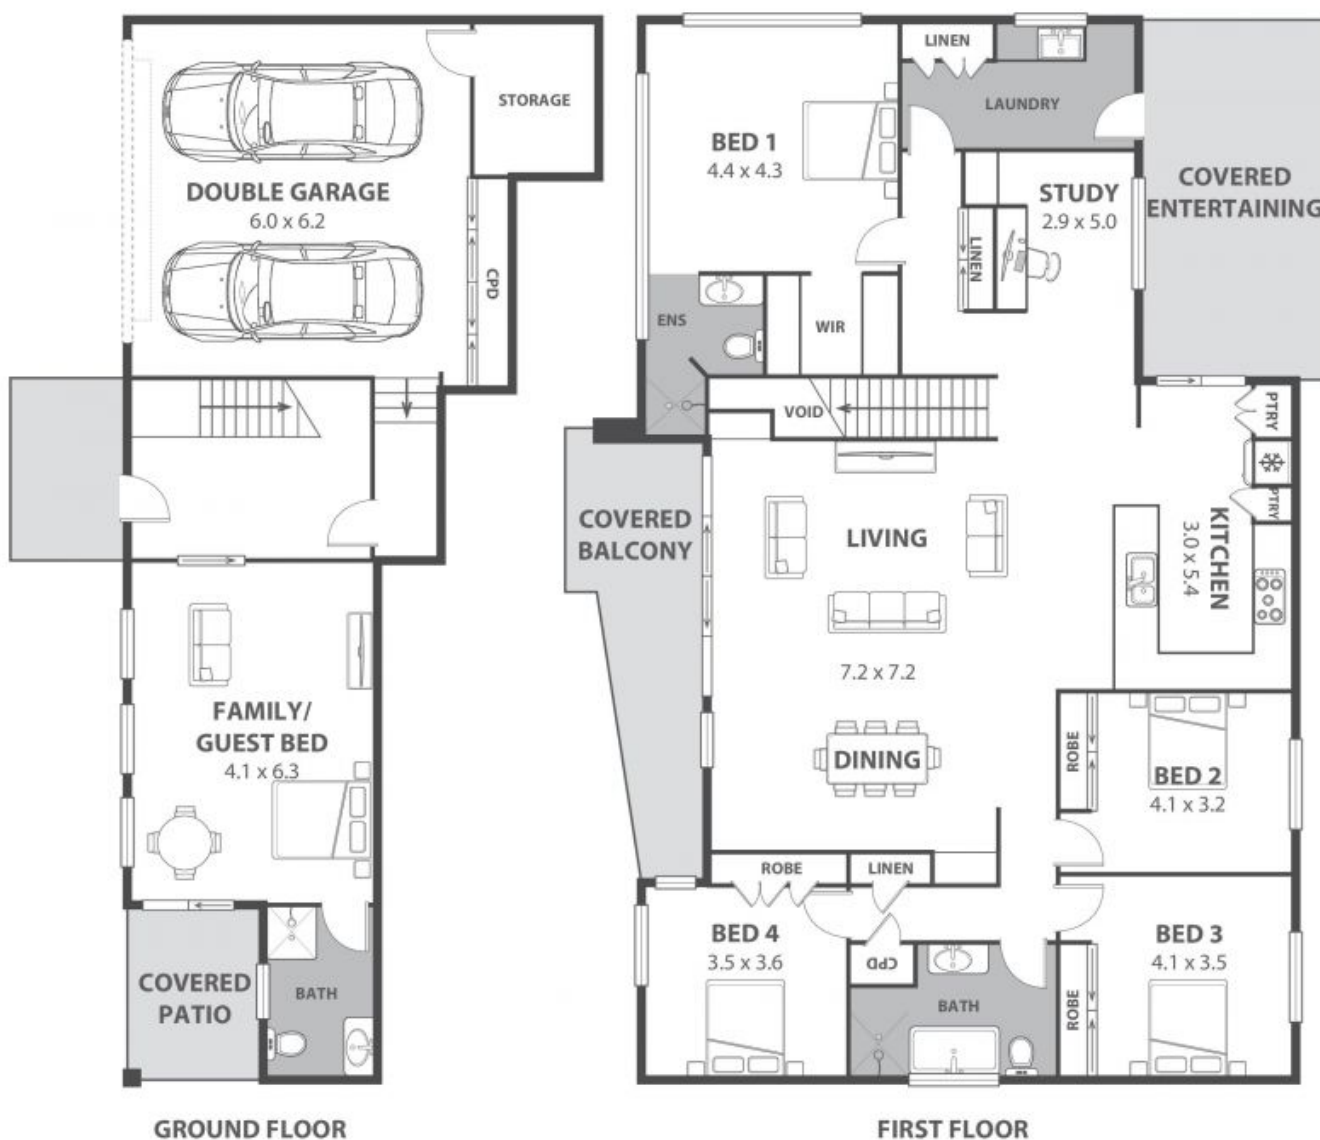 STORAGE
DOUBLE GARAGE
6.0 x 6.2
CPD
FAMILY/
GUEST BED
4.1 x 6.3
COVERED
PATIO
BATH
GROUND FLOOR
LINEN
LAUNDRY
BED 1
4.4 x 4.3
STUDY
2.9 x 5.0
COVERED
ENTERTAINING
LINEN
ENS
WIR
VOID
PTRY
PTRY
COVERED
BALCONY
LIVING
KITCHEN
3.0 x 5.4
7.2 x 7.2
DINING
ROBE
BED 2
4.1 x 3.2
ROBE
LINEN
BED 4
3.5 x 3.6
CPD
BED 3
4.1 x 3.5
ROBE
BATH
FIRST FLOOR